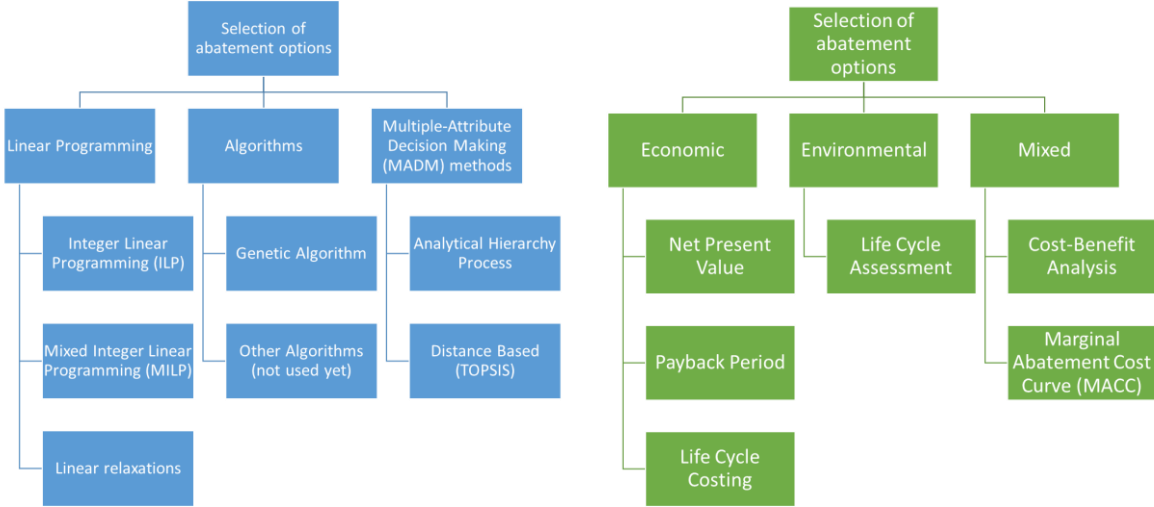 Selection of
abatement options
Linear Programming
Integer Linear
Programming (ILP)
Mixed Integer Linear
Programming (MILP)
Linear relaxations
Algorithms
Genetic Algorithm
Other Algorithms
(not used yet)
Multiple-Attribute
Decision Making
(MADM) methods
Analytical Hierarchy
Process
Distance Based
(TOPSIS)
Selection of
abatement
options
Economic
Net Present
Value
Payback Period
Life Cycle
Costing
Environmental
Life Cycle
Assessment
Mixed
Cost-Benefit
Analysis
Marginal
Abatement Cost
Curve (MACC)